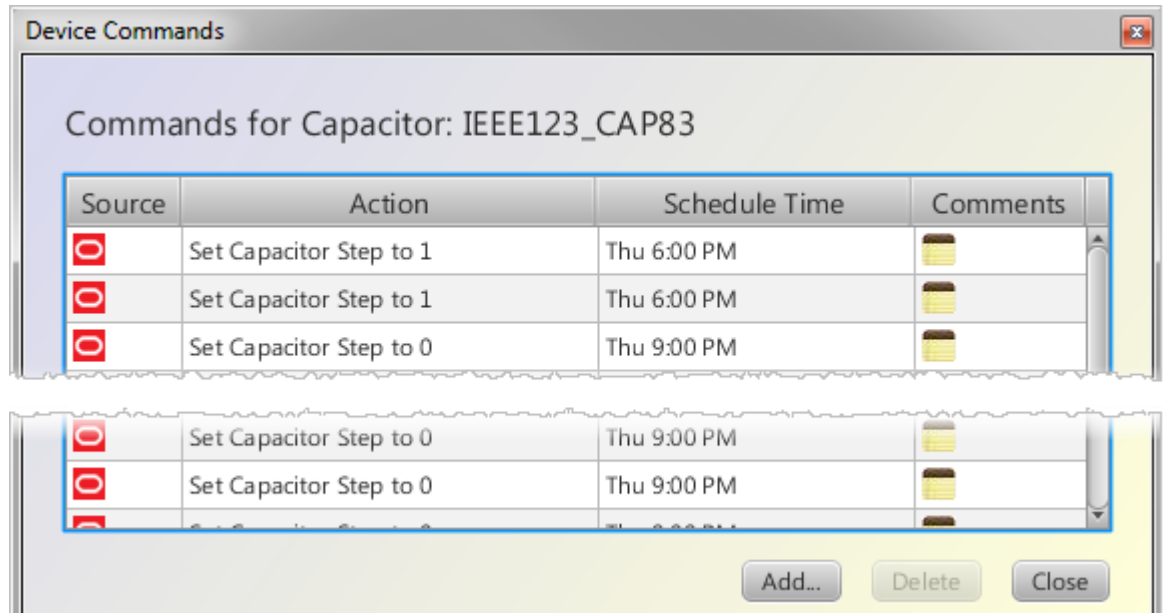 Device Commands
Commands for Capacitor: IEEE123_CAP83
Source Action Schedule Time Comments
Set Capacitor Step to 1 Thu 6:00 PM
Set Capacitor Step to 1 Thu 6:00 PM
Set Capacitor Step to 0 Thu 9:00 PM
Set Capacitor Step to 0 Thu 9:00 PM
Set Capacitor Step to 0 Thu 9:00 PM
Add... Delete Close